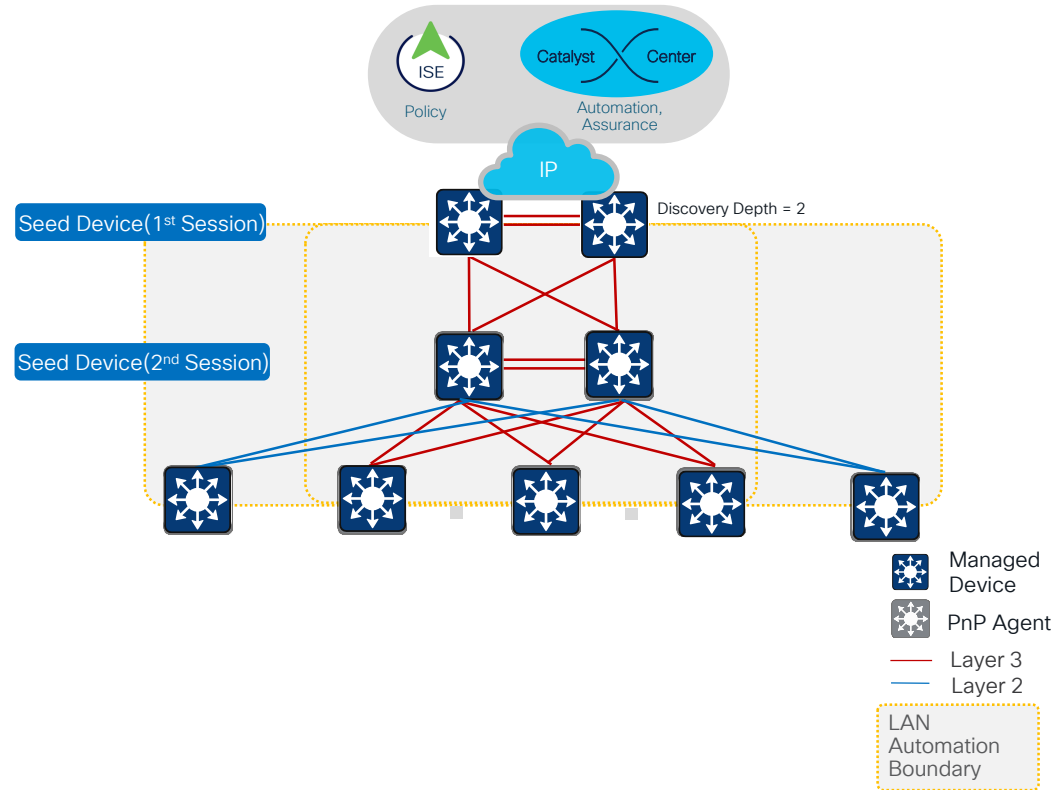 ISE
Policy
Catalyst Center
Automation,
Assurance
IP
Seed Device(1st Session)
Discovery Depth = 2
Seed Device(2nd Session)
Managed
Device
PnP Agent
Layer 3
Layer 2
LAN
Automation
Boundary